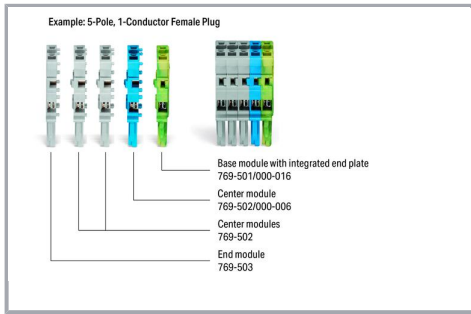 Example: 5-Pole, 1-Conductor Female Plug
Base module with integrated end plate
769-501/000-016
Center module
769-502/000-006
Center modules
769-502
End module
769-503